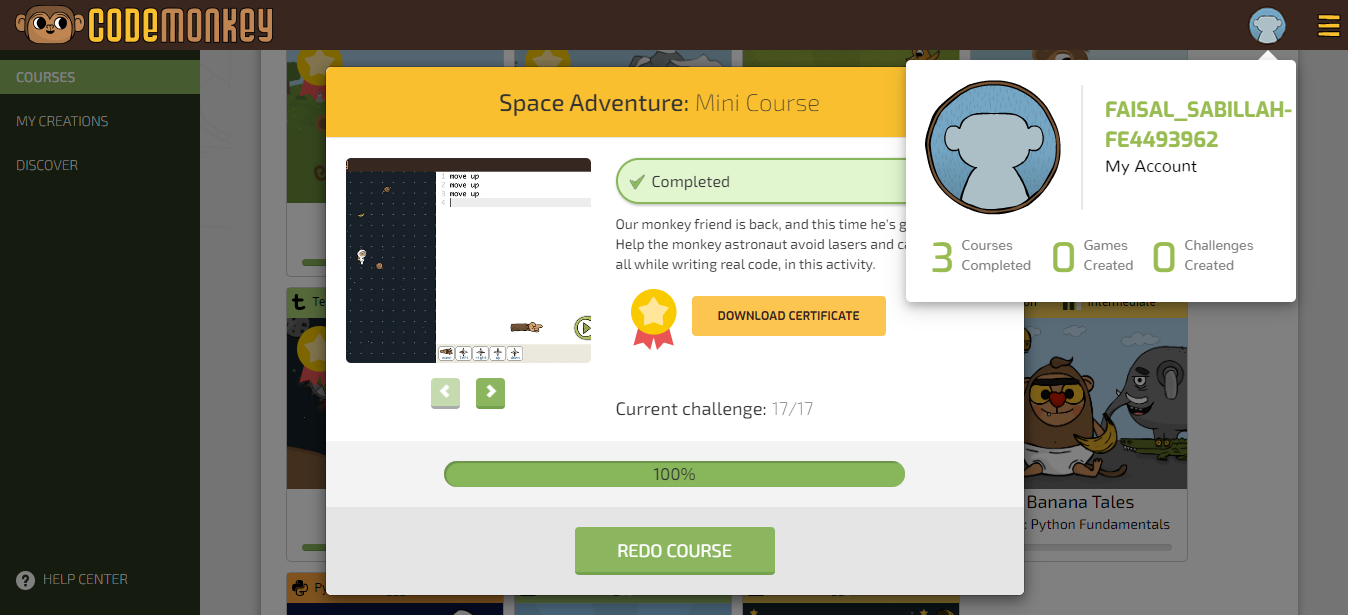 CODEMONKEY
COURSES
MY CREATIONS
DISCOVER
HELP CENTER
Space Adventure: Mini Course
1 move up
2 move up
3 move up
4
Completed
Our monkey friend is back, and this time he's g
Help the monkey astronaut avoid lasers and c
all while writing real code, in this activity.
DOWNLOAD CERTIFICATE
Current challenge: 17/17
100%
REDO COURSE
FAISAL_SABILLAH-
FE4493962
My Account
3 Courses Completed
0 Games Created
0 Challenges Created
t Te
Intermediate
Banana Tales
: Python Fundamentals
Py